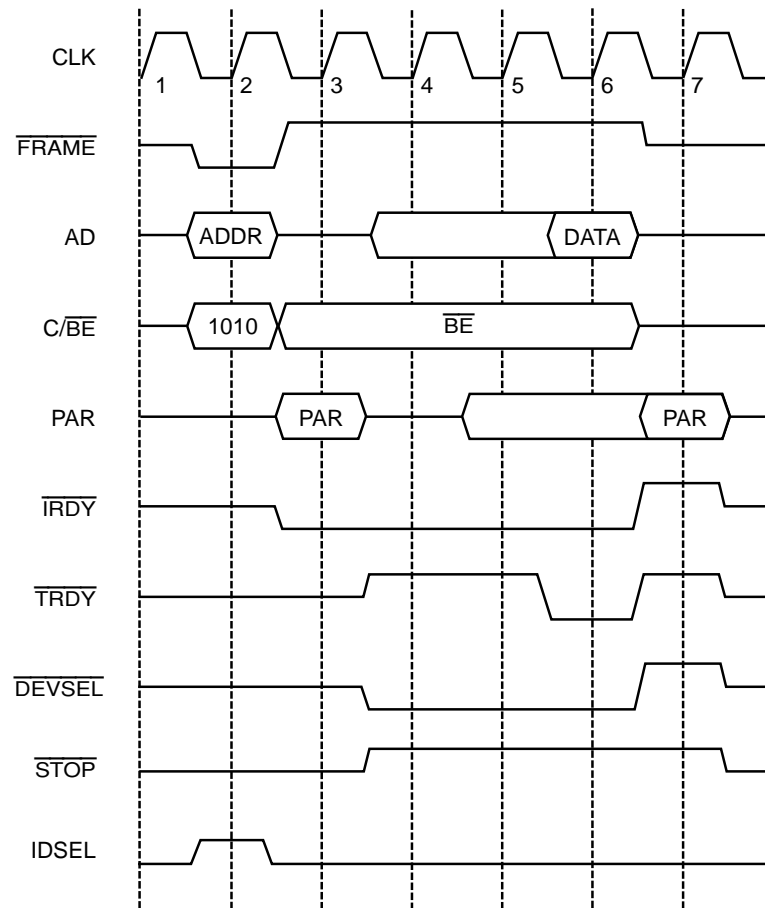 CLK
1 2 3 4 5 6 7
FRAME
AD ADDR DATA
C/BE 1010 BE
PAR PAR PAR
IRDY
TRDY
DEVSEL
STOP
IDSEL